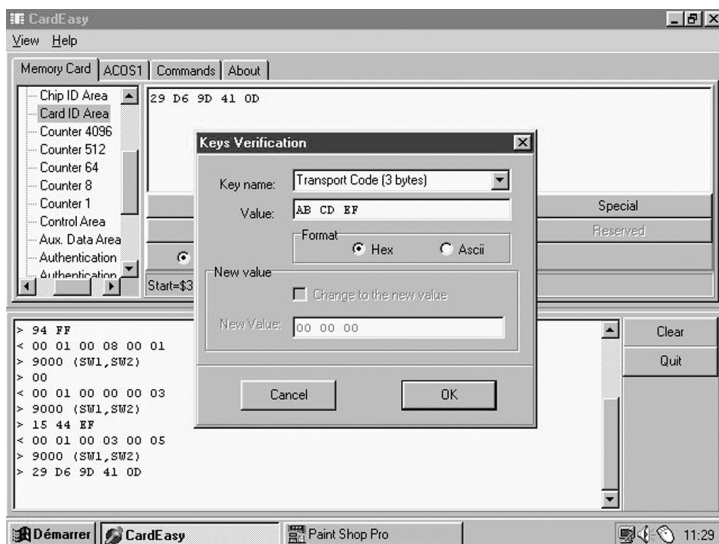 CardEasy
View Help
Memory Card ACOS1 Commands About
Chip ID Area
Card ID Area
Counter 4096
Counter 512
Counter 64
Counter 8
Counter 1
Control Area
Aux. Data Area
Authentication
Authentication
29 D6 9D 41 0D
Special
Reserved
Start=$3
Keys Verification
Key name: Transport Code (3 bytes)
Value: AB CD EF
Format
Hex Ascii
New value
Change to the new value
New Value: 00 00 00
Cancel OK
> 94 FF
< 00 01 00 08 00 01
> 9000 (SW1,SW2)
> 00
< 00 01 00 00 00 03
> 9000 (SW1,SW2)
> 15 44 EF
< 00 01 00 03 00 05
> 9000 (SW1,SW2)
> 29 D6 9D 41 0D
Clear
Quit
Démarrer CardEasy Paint Shop Pro 11:29